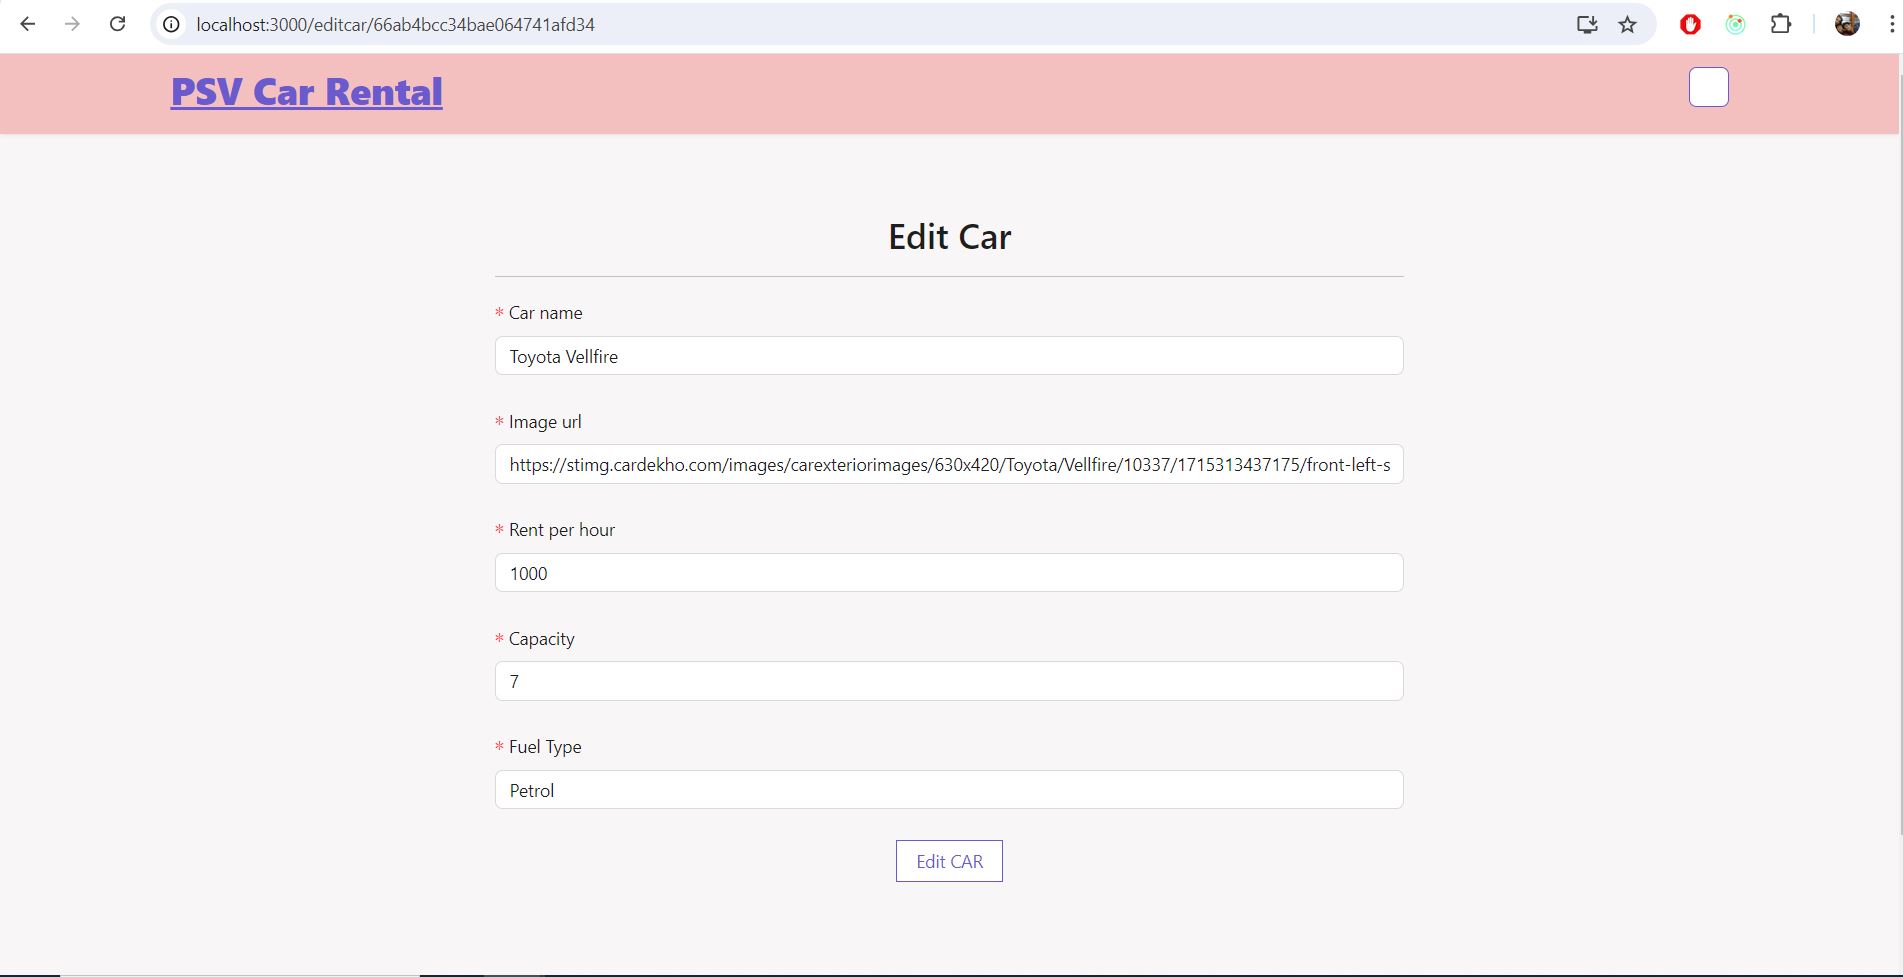 localhost:3000/editcar/66ab4bcc34bae064741afd34
PSV Car Rental
Edit Car
* Car name
Toyota Vellfire
* Image url
https://stimg.cardekho.com/images/carexteriorimages/630x420/Toyota/Vellfire/10337/1715313437175/front-left-s
* Rent per hour
1000
* Capacity
7
* Fuel Type
Petrol
Edit CAR